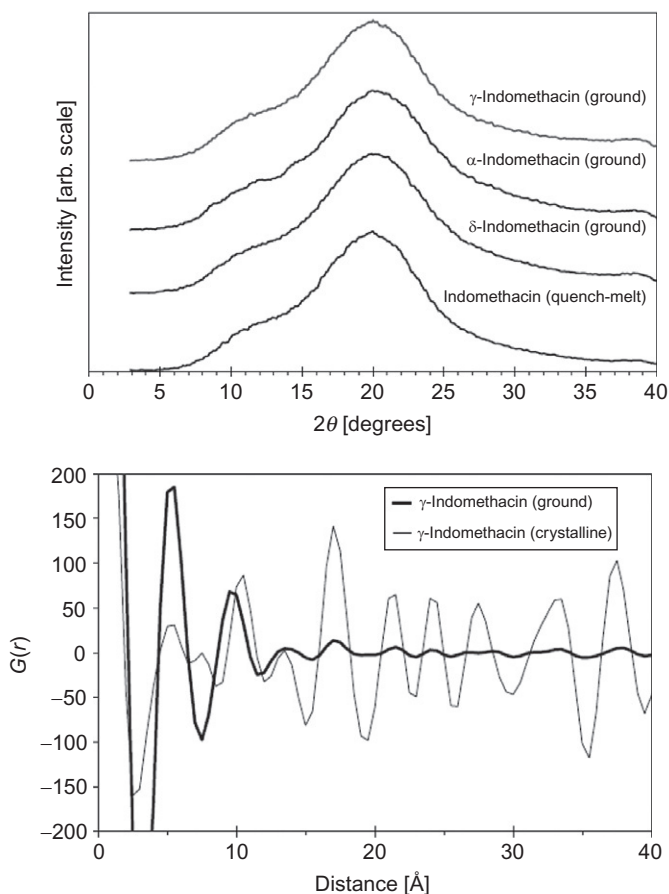 Intensity [arb. scale]
γ-Indomethacin (ground)
α-Indomethacin (ground)
δ-Indomethacin (ground)
Indomethacin (quench-melt)
0 5 10 15 20 25 30 35 40
2θ [degrees]
G(r)
200
150
100
50
0
−50
−100
−150
−200
γ-Indomethacin (ground)
γ-Indomethacin (crystalline)
0 10 20 30 40
Distance [Å]